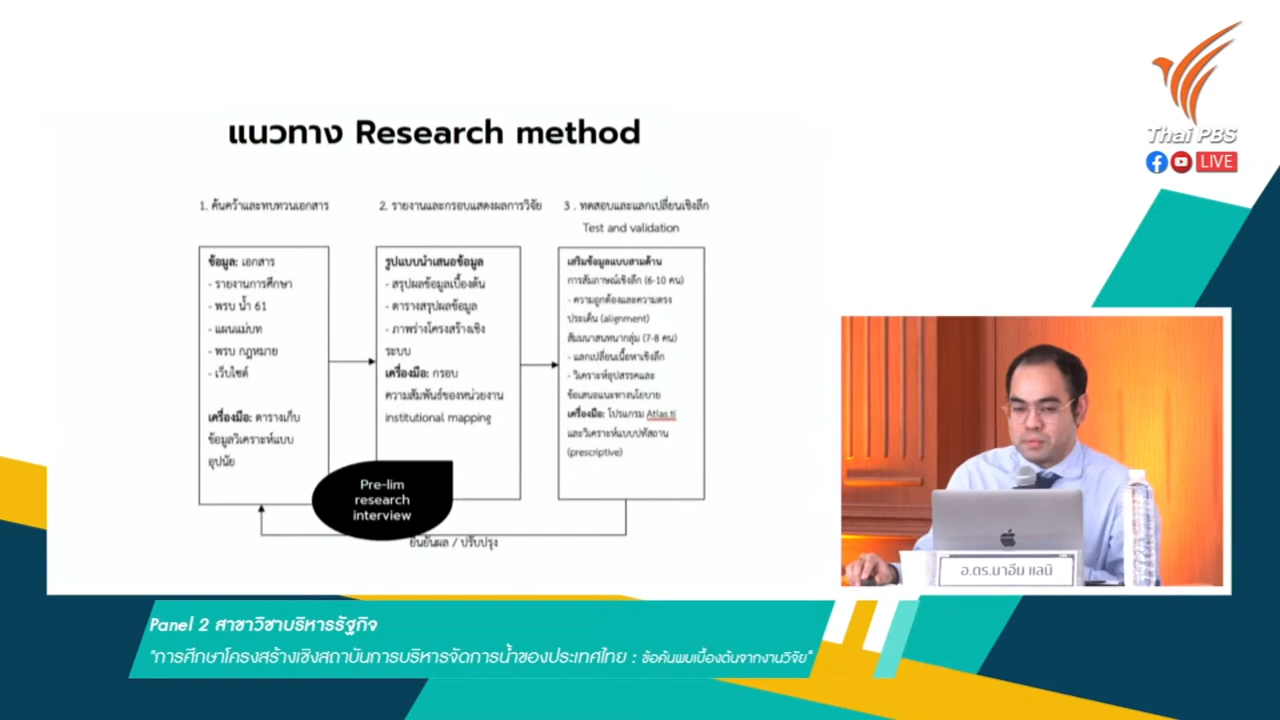 Thai PBS
LIVE
แนวทาง Research method
1. ค้นคว้าและทบทวนเอกสาร
ข้อมูล: เอกสาร
- รายงานการศึกษา
- พรบ น้ำ 61
- แผนแม่บท
- พรบ กฎหมาย
- เว็บไซต์
เครื่องมือ: ตารางเก็บ
ข้อมูลวิเคราะห์แบบ
อุปนัย
2. รายงานและกรอบแสดงผลการวิจัย
รูปแบบนำเสนอข้อมูล
- สรุปผลข้อมูลเบื้องต้น
- ตารางสรุปผลข้อมูล
- ภาพร่างโครงสร้างเชิง
ระบบ
เครื่องมือ: กรอบ
ความสัมพันธ์ของหน่วยงาน
institutional mapping
3 . ทดสอบและแลกเปลี่ยนเชิงลึก
Test and validation
เสริมข้อมูลแบบสามด้าน
การสัมภาษณ์เชิงลึก (6-10 คน)
- ความถูกต้องและความตรง
ประเด็น (alignment)
สัมมนาสนทนากลุ่ม (7-8 คน)
- แลกเปลี่ยนเนื้อหาเชิงลึก
- วิเคราะห์อุปสรรคและ
ข้อเสนอแนะทางนโยบาย
เครื่องมือ: โปรแกรม Atlas.ti
และวิเคราะห์แบบปทัสถาน
(prescriptive)
Pre-lim
research
interview
ยืนยันผล / ปรับปรุง
อ.ดร.นาอีม แลนิ
Panel 2 สาขาวิชาบริหารรัฐกิจ
"การศึกษาโครงสร้างเชิงสถาบันการบริหารจัดการน้ำของประเทศไทย : ข้อค้นพบเบื้องต้นจากงานวิจัย"